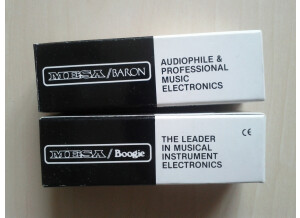 MESA/BARON
AUDIOPHILE &
PROFESSIONAL
MUSIC
ELECTRONICS
MESA/Boogie
THE LEADER
IN MUSICAL
INSTRUMENT
ELECTRONICS
CE